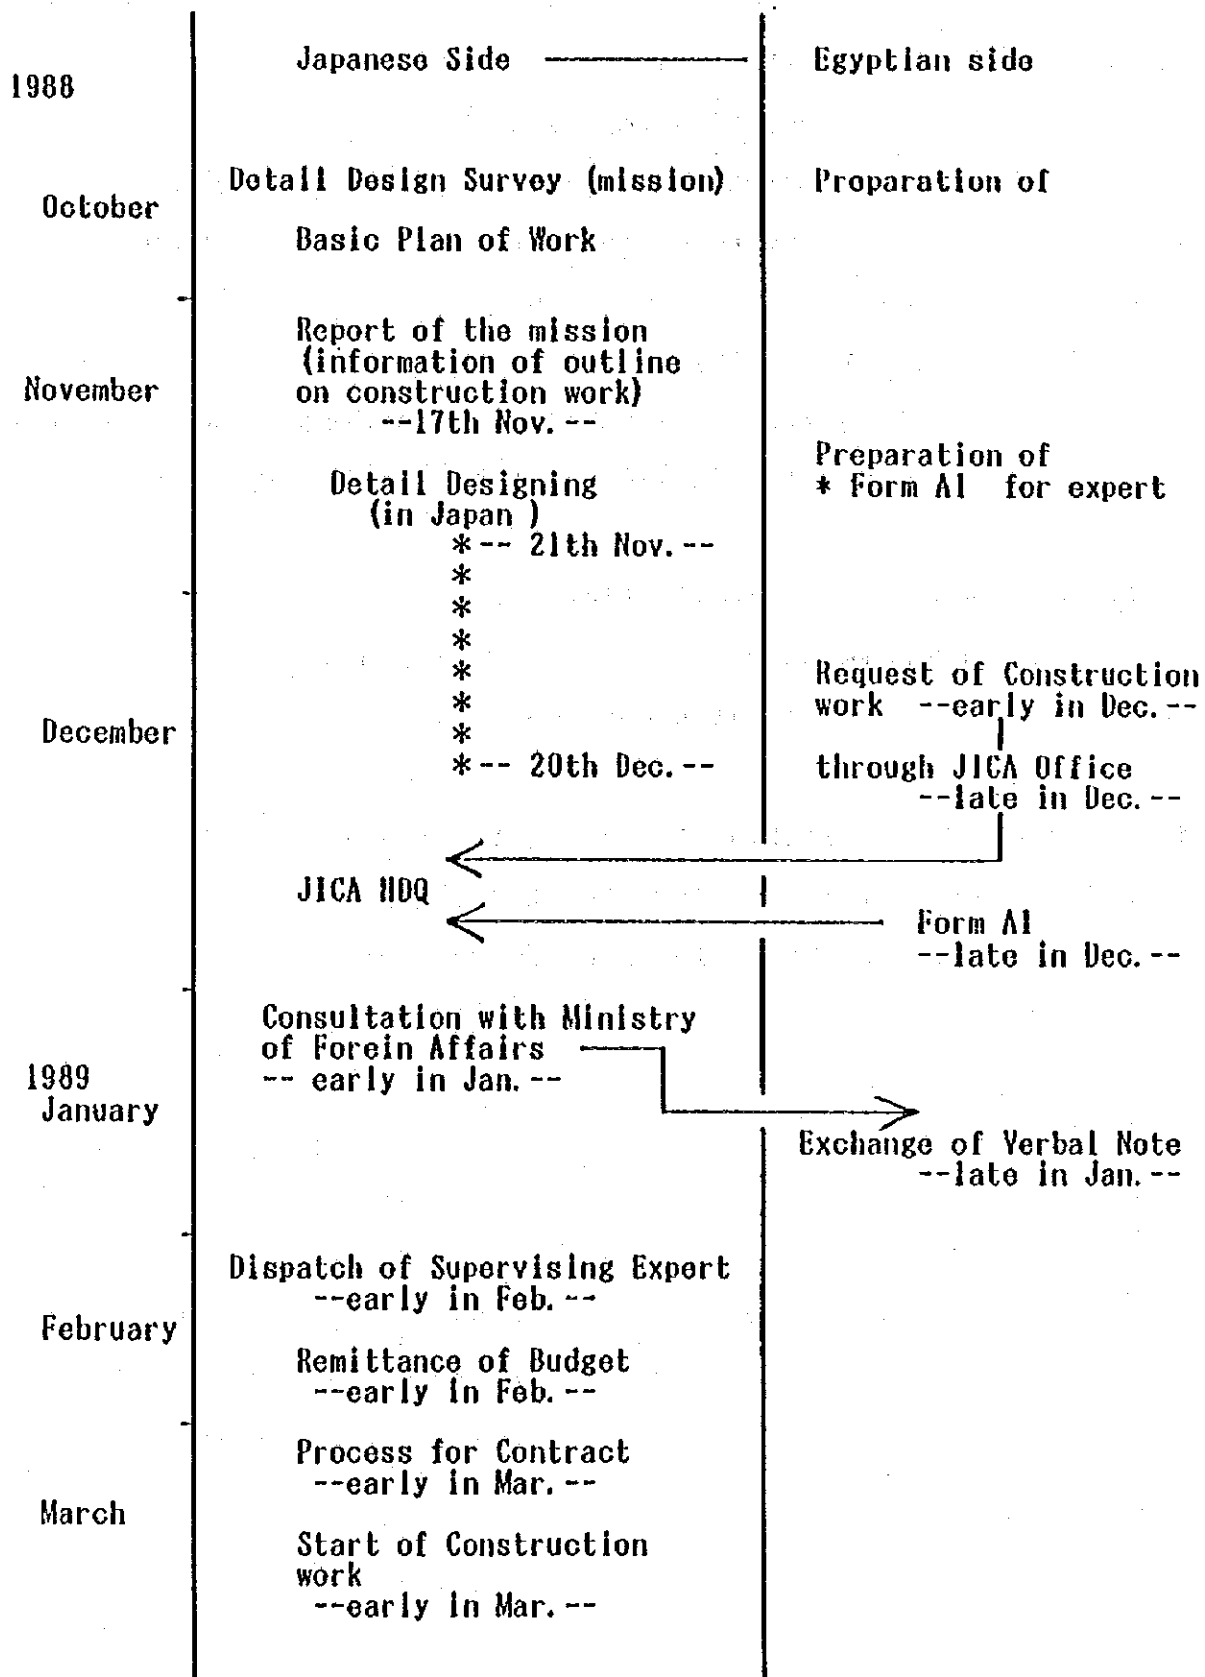 Japanese Side
Egyptian side
1988
Detail Design Survey (mission)
Preparation of
October
Basic Plan of Work
Report of the mission
(information of outline
November
on construction work)
--17th Nov.--
Preparation of
Detail Designing
* Form A1 for expert
(in Japan )
*-- 21th Nov.--
*
*
*
*
Request of Construction
*
work --early in Dec.--
December
*
*-- 20th Dec.--
through JICA Office
--late in Dec.--
JICA HDQ
Form A1
--late in Dec.--
Consultation with Ministry
of Forein Affairs
1989
-- early in Jan.--
January
Exchange of Verbal Note
--late in Jan.--
Dispatch of Supervising Expert
--early in Feb.--
February
Remittance of Budget
--early in Feb.--
Process for Contract
--early in Mar.--
March
Start of Construction
work
--early in Mar.--